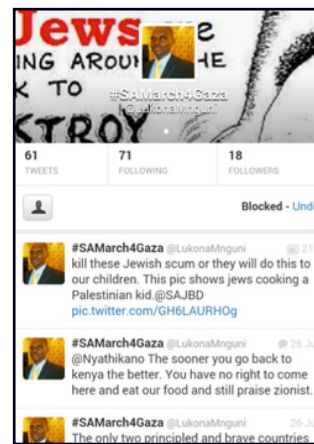 Jews
ING AROU HE
K TO
STROY
#SAMarch4Gaza
@LukonaMnguni
61 71 18
TWEETS FOLLOWING FOLLOWERS
Blocked - Und
#SAMarch4Gaza @LukonaMnguni 21
kill these Jewish scum or they will do this to
our children. This pic shows jews cooking a
Palestinian kid.@SAJBD
pic.twitter.com/GH6LAURHOg
#SAMarch4Gaza @LukonaMnguni 26 Ju
@Nyathikano The sooner you go back to
kenya the better. You have no right to come
here and eat our food and still praise zionist.
#SAMarch4Gaza @LukonaMnguni 26 Ju
The only two principled and brave countries